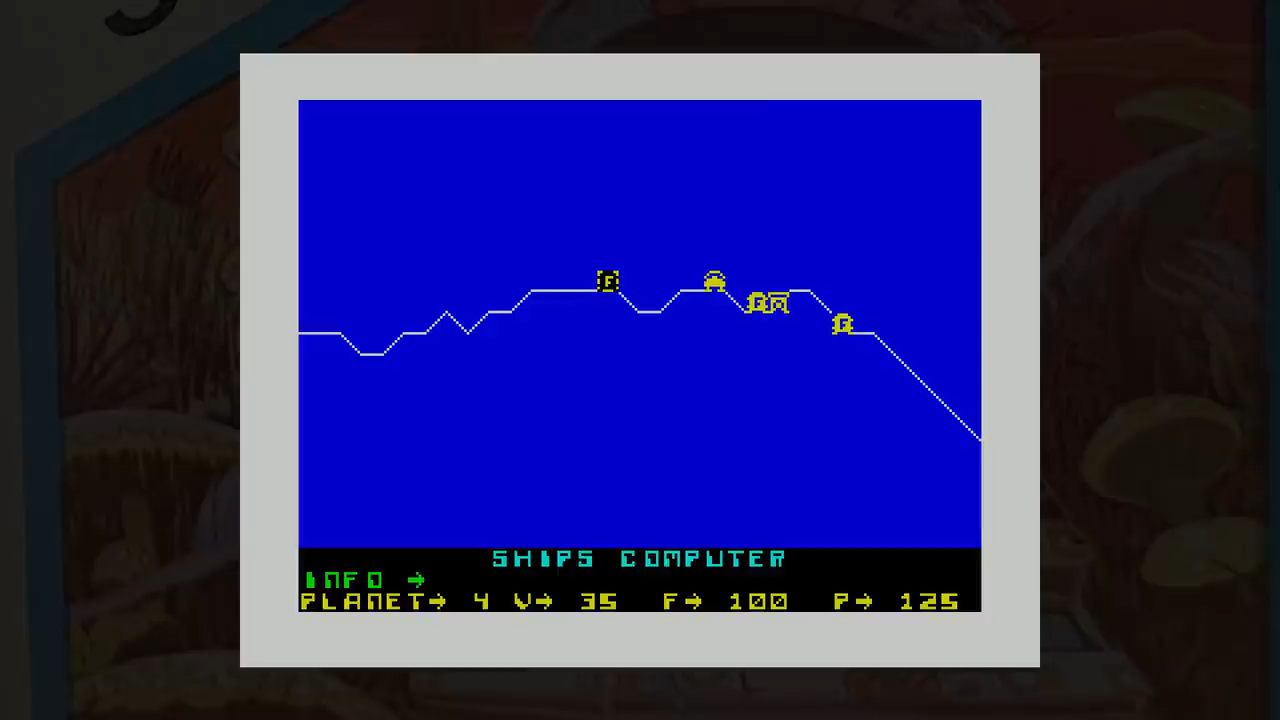 F
F
F
SHIPS COMPUTER
INFO →
PLANET→ 4 V→ 35 F→ 100 P→ 125